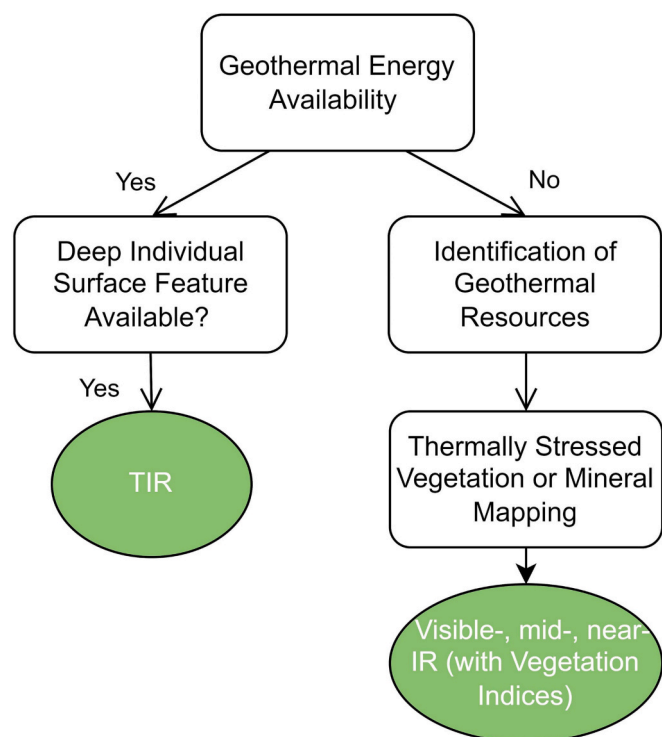 Geothermal Energy
Availability
Yes
No
Deep Individual
Surface Feature
Available?
Identification of
Geothermal
Resources
Yes
TIR
Thermally Stressed
Vegetation or Mineral
Mapping
Visible-, mid-, near-
IR (with Vegetation
Indices)